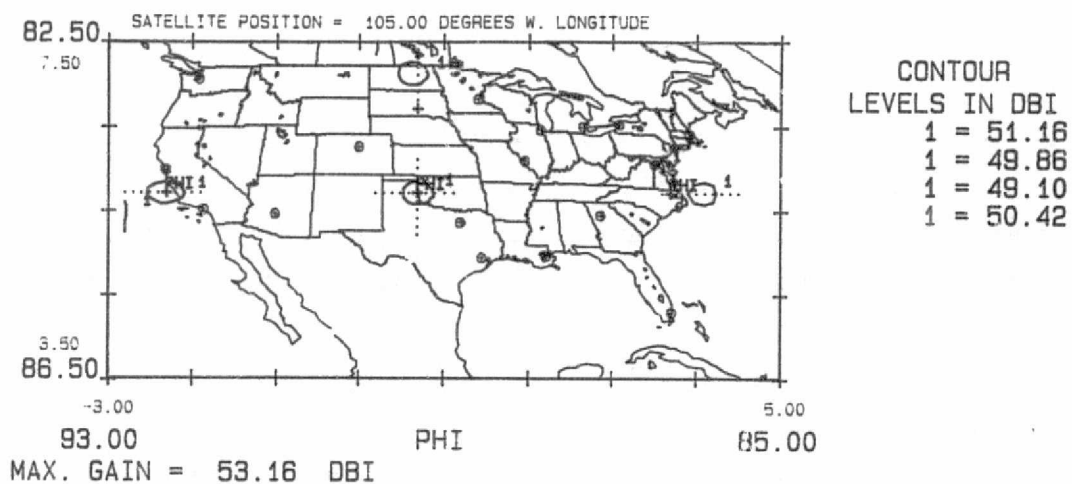 SATELLITE POSITION = 105.00 DEGREES W. LONGITUDE
82.50
7.50
CONTOUR
LEVELS IN DBI
1 = 51.16
1 = 49.86
1 = 49.10
1 = 50.42
1
PHI 1
1
PHI 1
PHI 1
3.50
86.50
-3.00
5.00
93.00
PHI
85.00
MAX. GAIN = 53.16 DBI